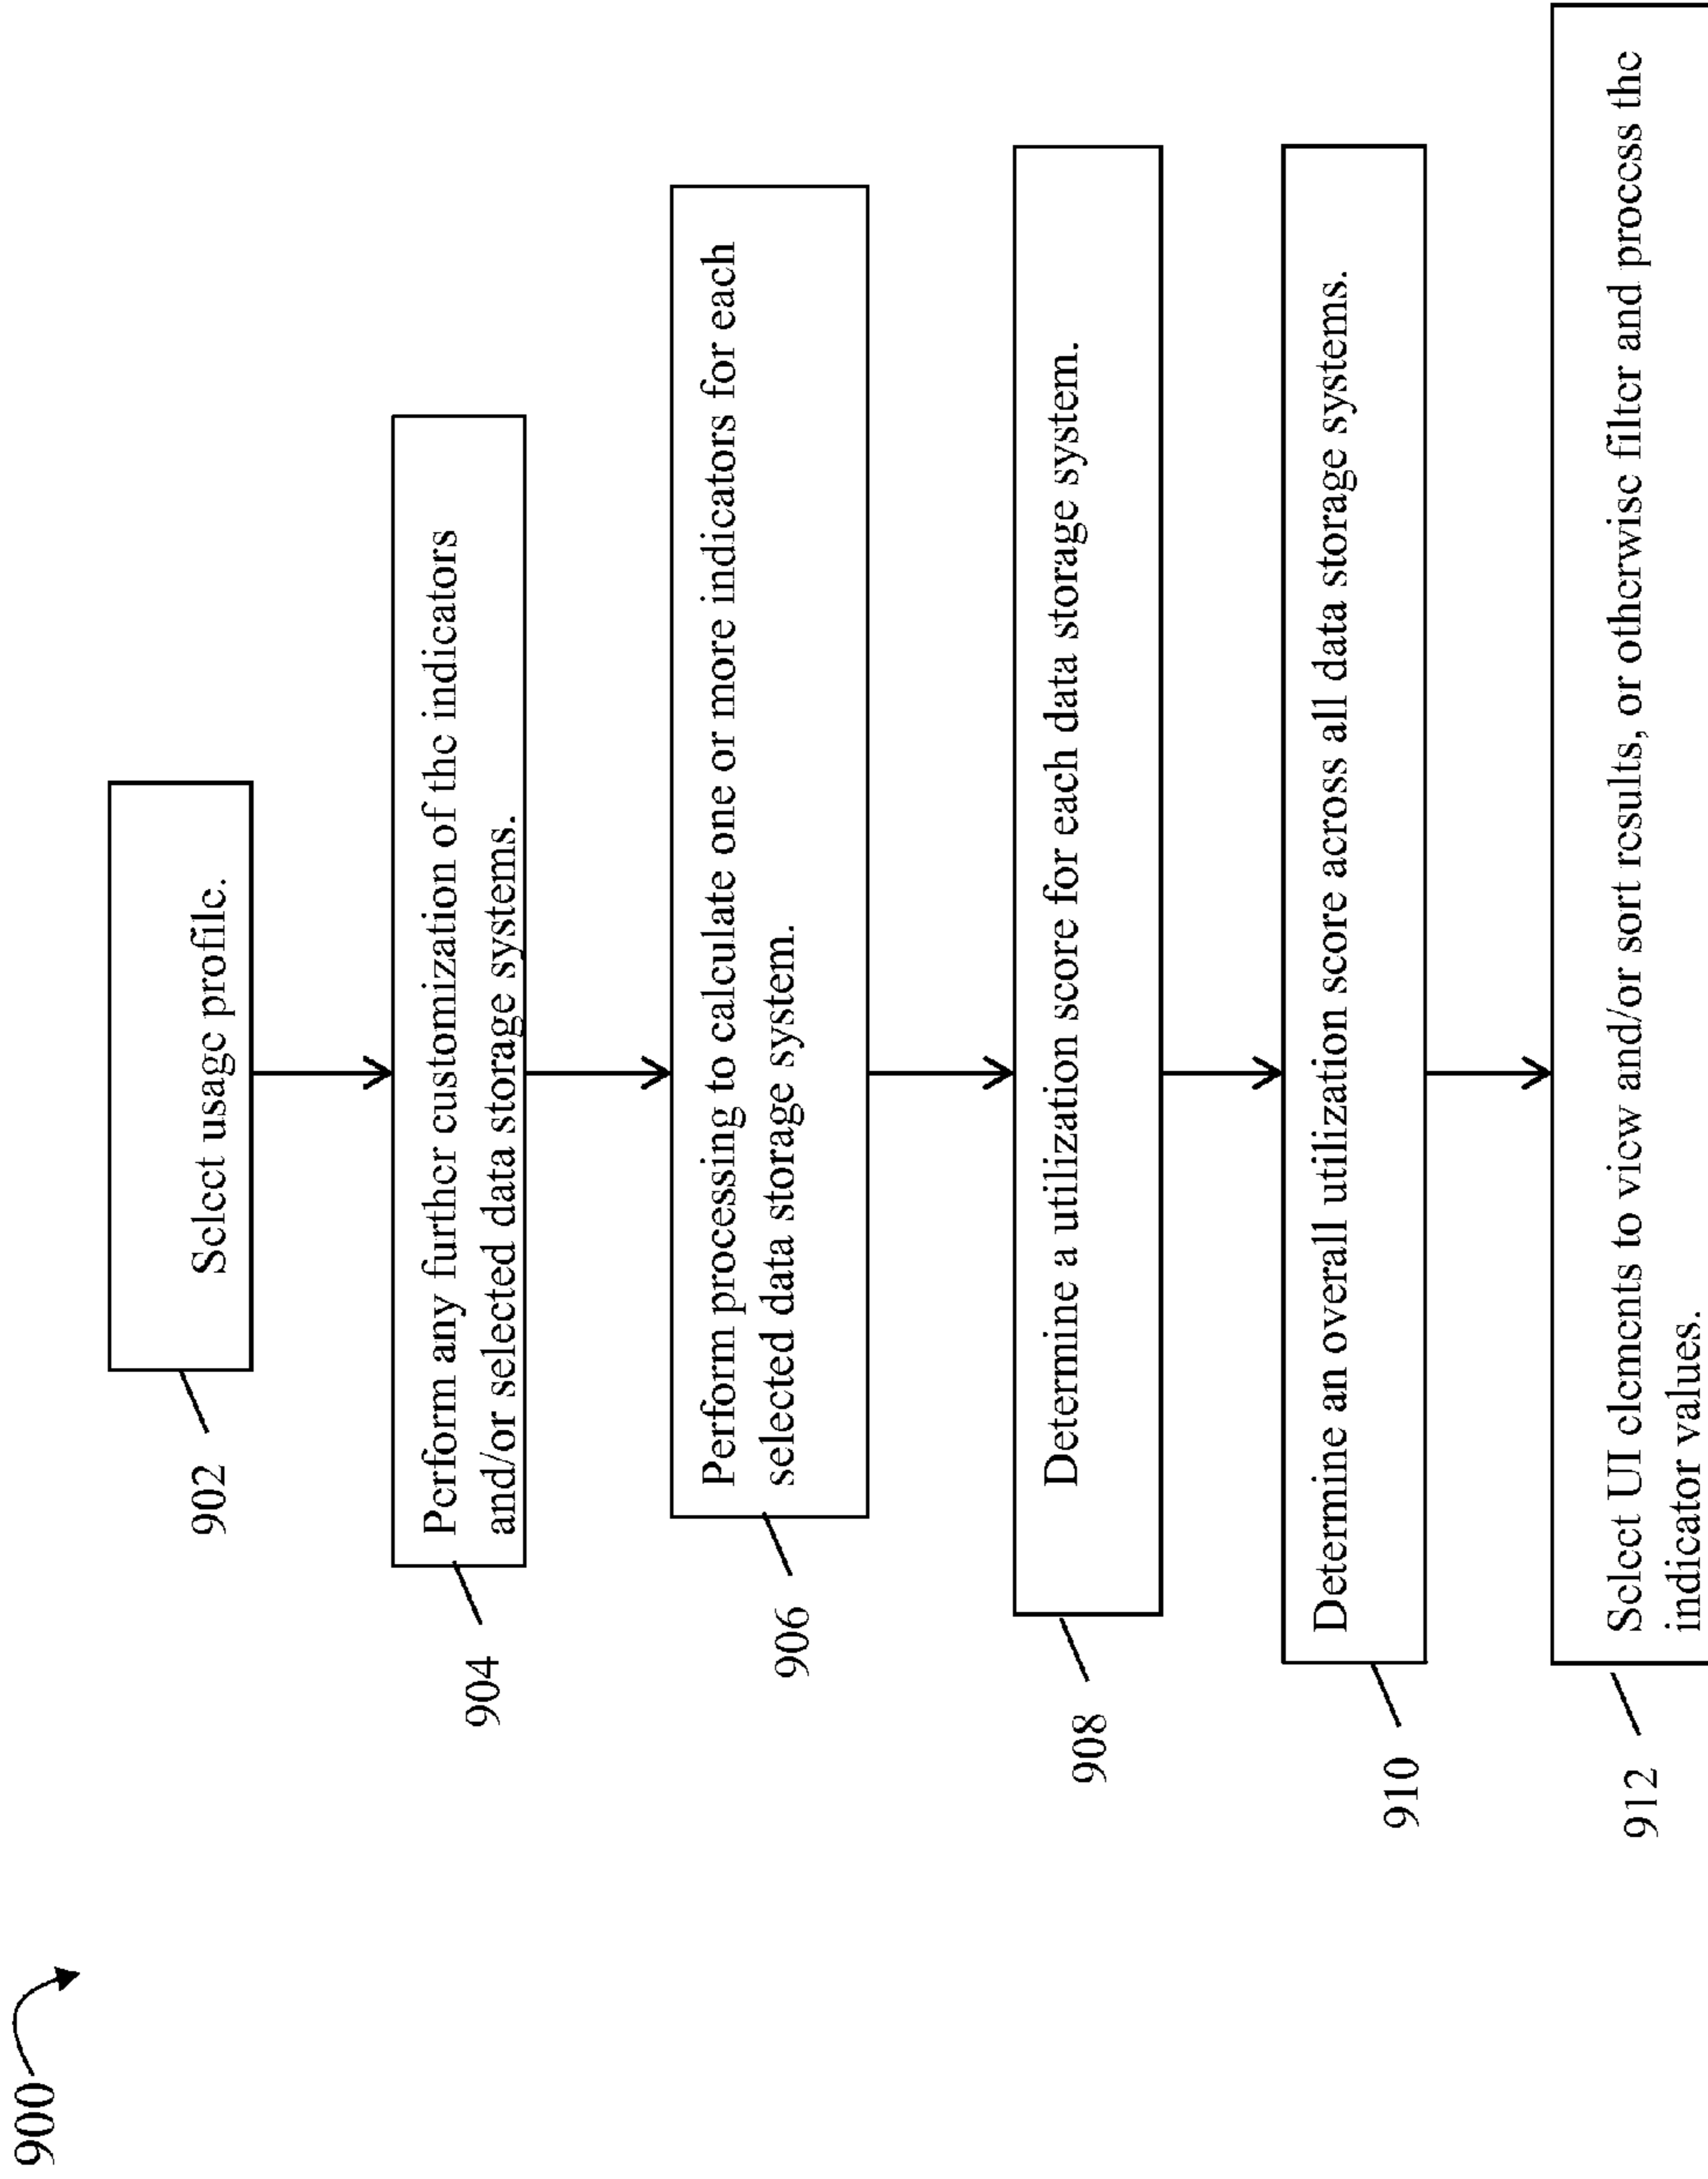 900
902
Select usage profile.
904
Perform any further customization of the indicators
and/or selected data storage systems.
906
Perform processing to calculate one or more indicators for each
selected data storage system.
908
Determine a utilization score for each data storage system.
910
Determine an overall utilization score across all data storage systems.
912
Select UI elements to view and/or sort results, or otherwise filter and process the
indicator values.